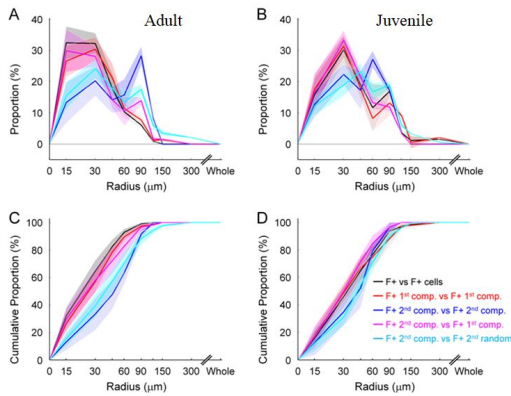 A Adult
B Juvenile
Proportion (%)
40
30
20
10
0
0 15 30 60 90 150 300 Whole
Radius (μm)
Proportion (%)
40
30
20
10
0
0 15 30 60 90 150 300 Whole
Radius (μm)
C
D
Cumulative Proportion (%)
100
80
60
40
20
0
0 15 30 60 90 150 300 Whole
Radius (μm)
Cumulative Proportion (%)
100
80
60
40
20
0
F+ vs F+ cells
F+ 1st comp. vs F+ 1st comp.
F+ 2nd comp. vs F+ 2nd comp.
F+ 2nd comp. vs F+ 1st comp.
F+ 2nd comp. vs F+ 2nd random
0 15 30 60 90 150 300 Whole
Radius (μm)